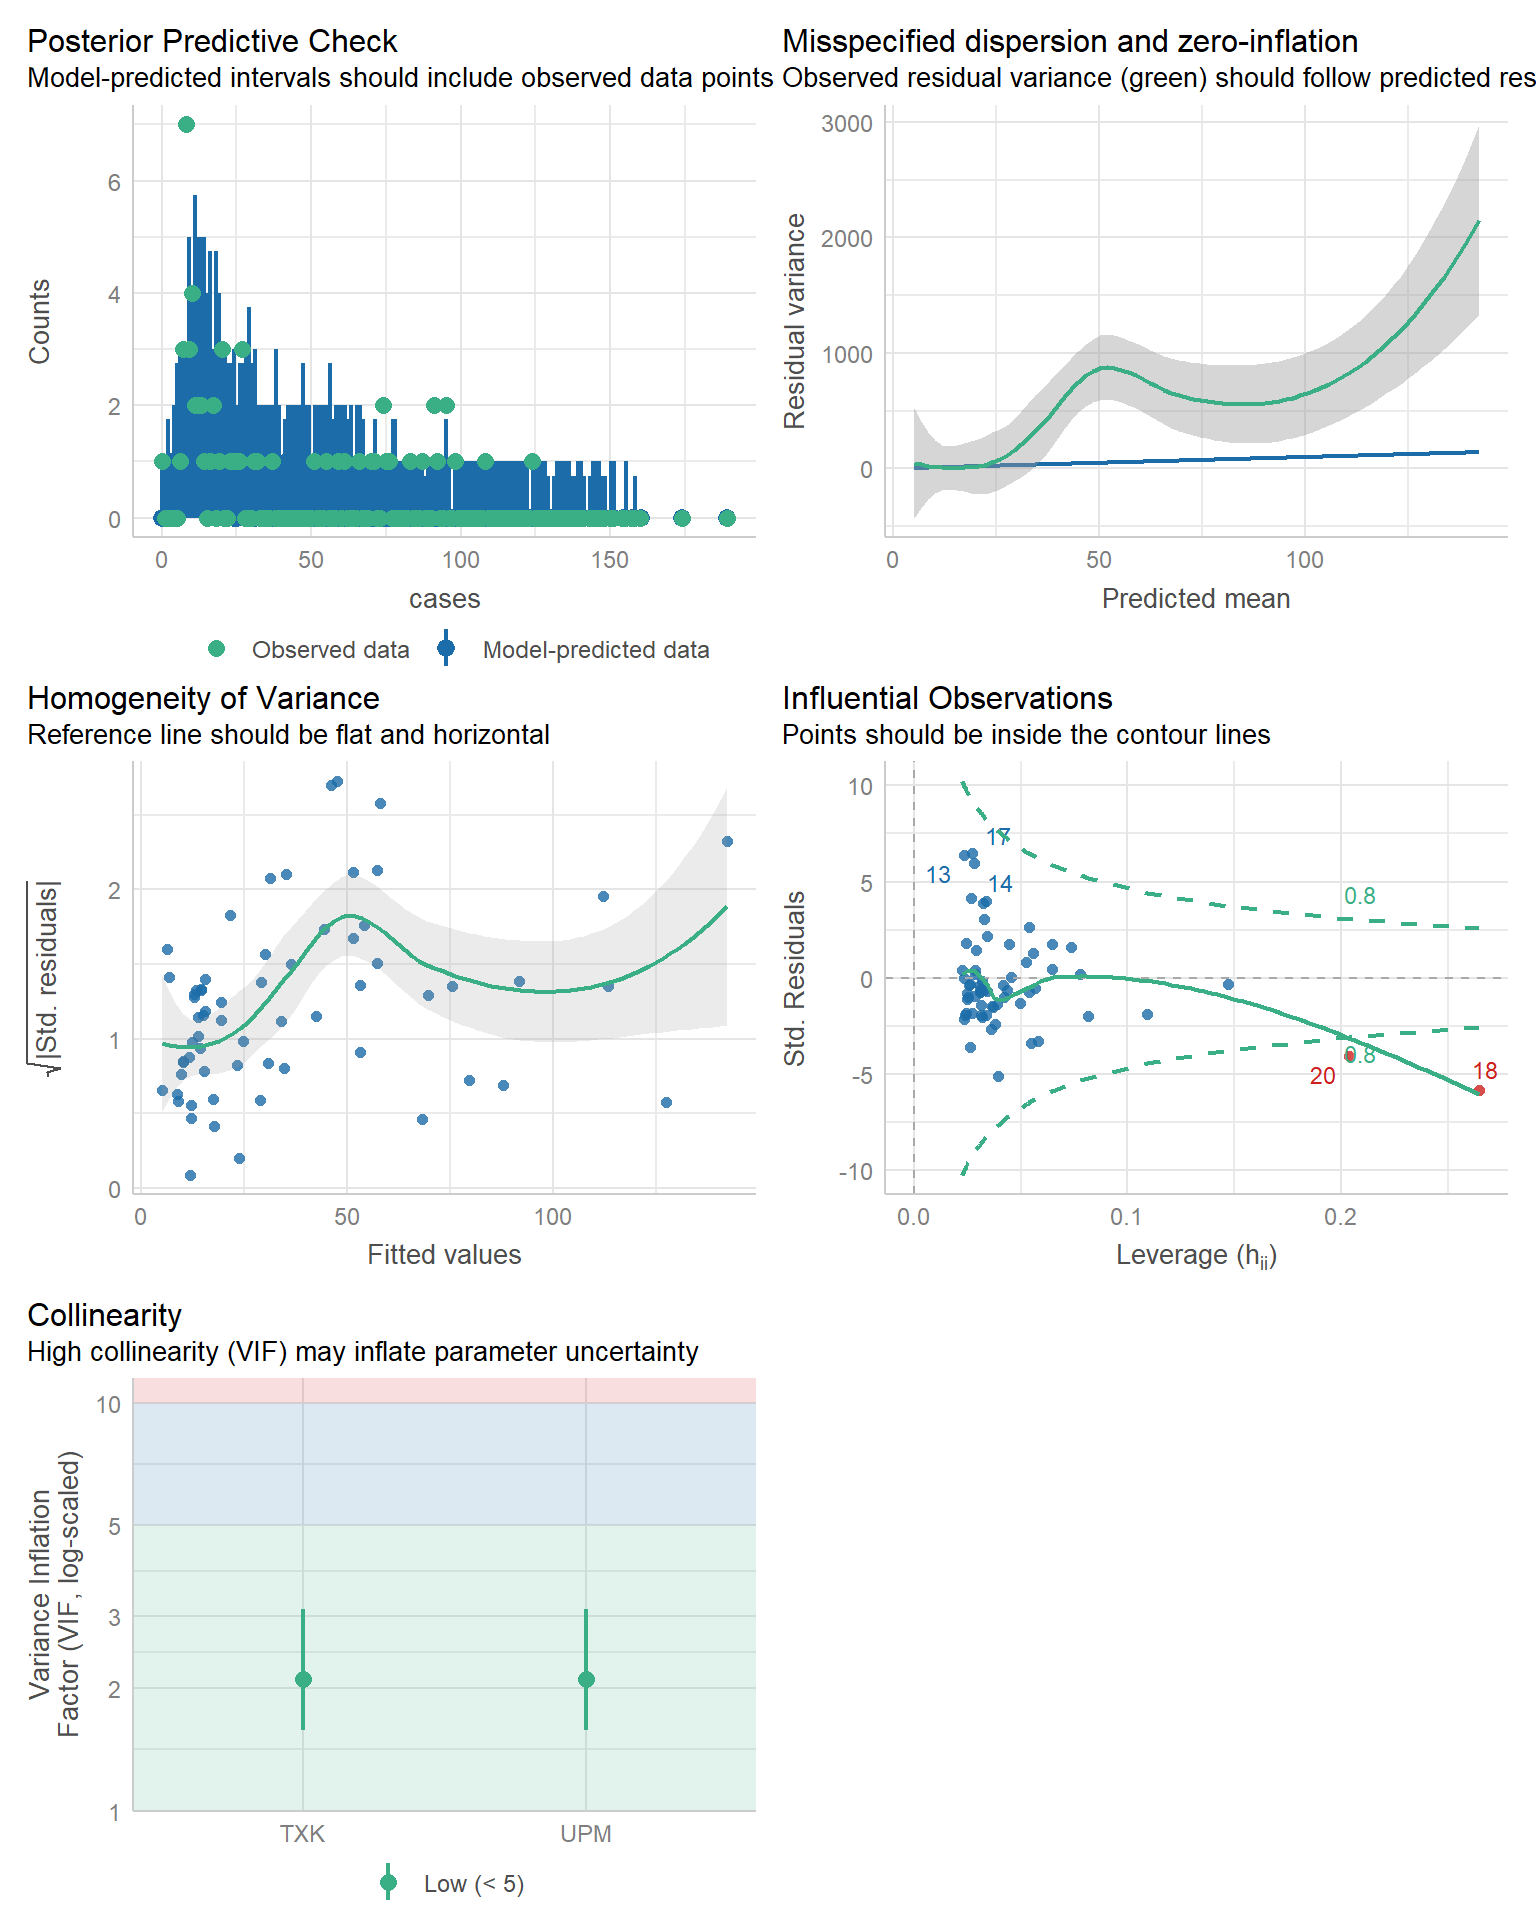 Posterior Predictive Check
Model-predicted intervals should include observed data points
Counts
6
4
2
0
0
50
100
150
cases
Observed data
Model-predicted data
Misspecified dispersion and zero-inflation
Observed residual variance (green) should follow predicted res
Residual variance
3000
2000
1000
0
0
50
100
Predicted mean
Homogeneity of Variance
Reference line should be flat and horizontal
√|Std. residuals|
2
1
0
0
50
100
Fitted values
Influential Observations
Points should be inside the contour lines
Std. Residuals
10
5
0
-5
-10
17
13
14
0.8
0.8
20
18
0.0
0.1
0.2
Leverage (hii)
Collinearity
High collinearity (VIF) may inflate parameter uncertainty
Variance Inflation
Factor (VIF, log-scaled)
10
5
3
2
1
TXK
UPM
Low (< 5)